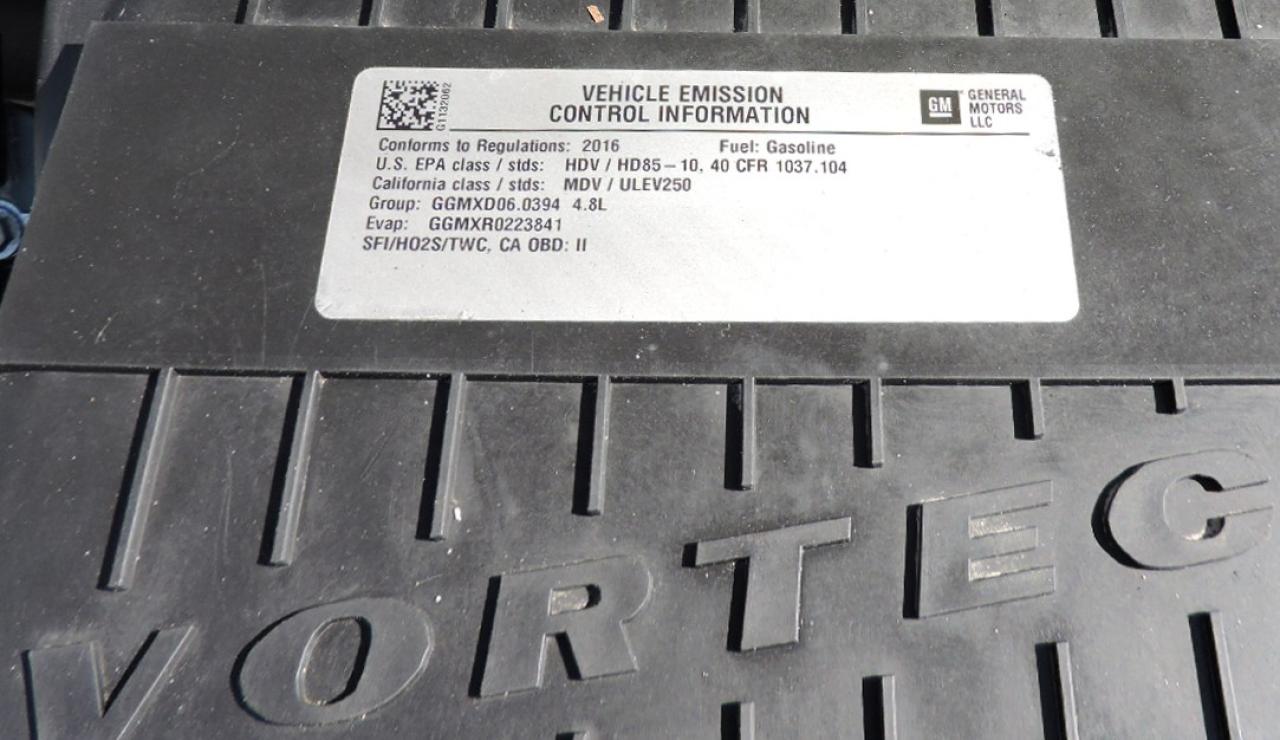 G1132062
VEHICLE EMISSION
CONTROL INFORMATION
GM
GENERAL
MOTORS
LLC
Conforms to Regulations: 2016 Fuel: Gasoline
U.S. EPA class / stds: HDV / HD85-10, 40 CFR 1037.104
California class / stds: MDV / ULEV250
Group: GGMXD06.0394 4.8L
Evap: GGMXR0223841
SFI/HO2S/TWC, CA OBD: II
VORTEC